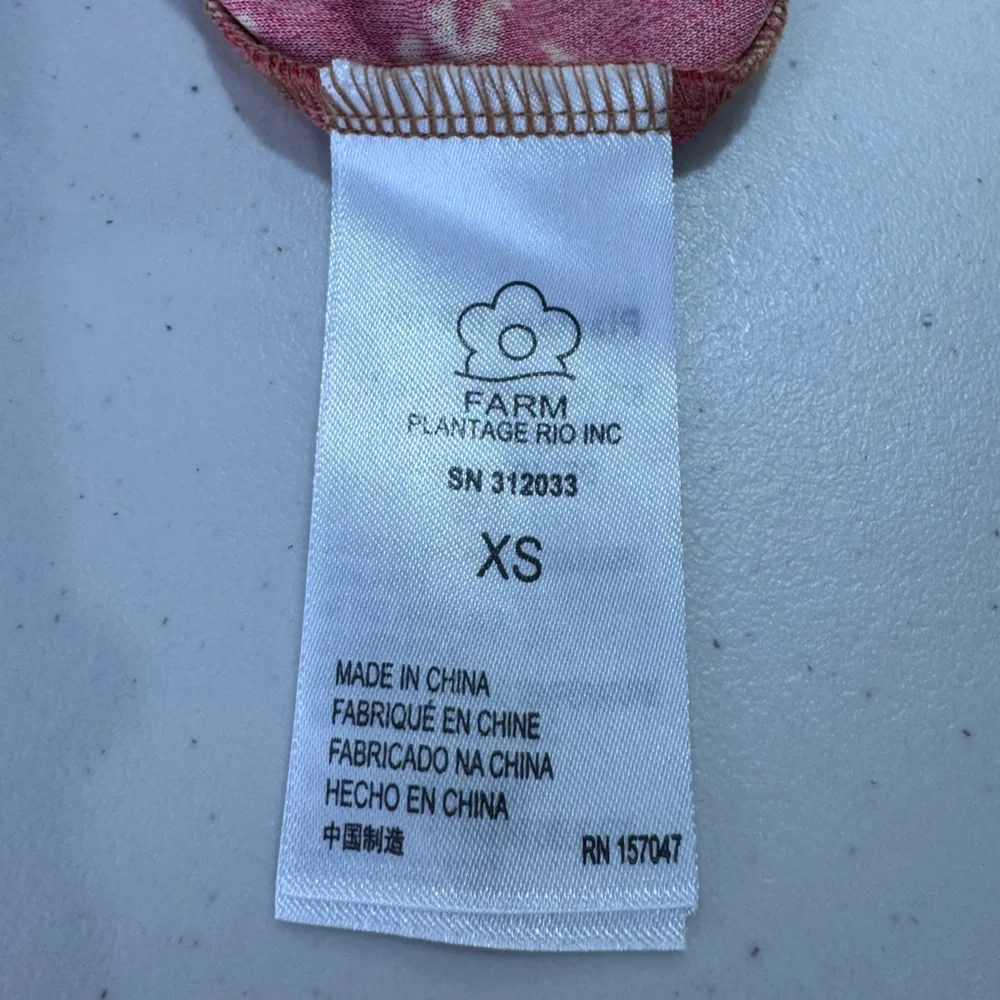 FARM
PLANTAGE RIO INC
SN 312033
XS
MADE IN CHINA
FABRIQUÉ EN CHINE
FABRICADO NA CHINA
HECHO EN CHINA
中国制造
RN 157047